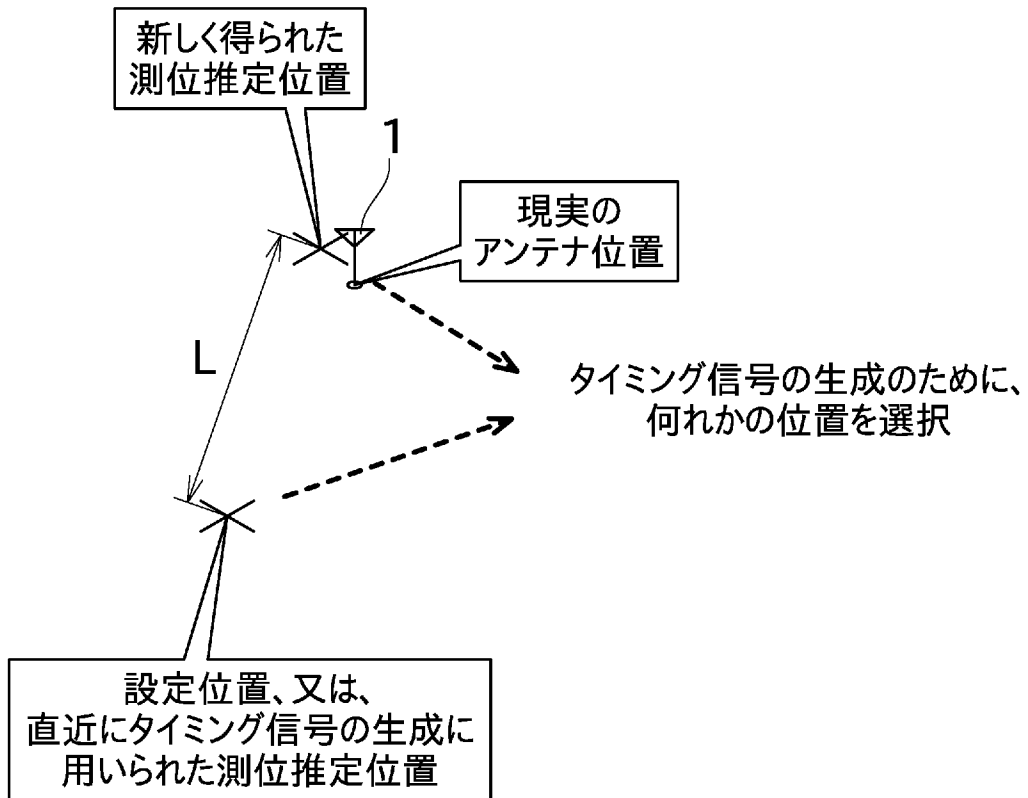 新しく得られた
測位推定位置
1
現実の
アンテナ位置
L
タイミング信号の生成のために、
何れかの位置を選択
設定位置、又は、
直近にタイミング信号の生成に
用いられた測位推定位置